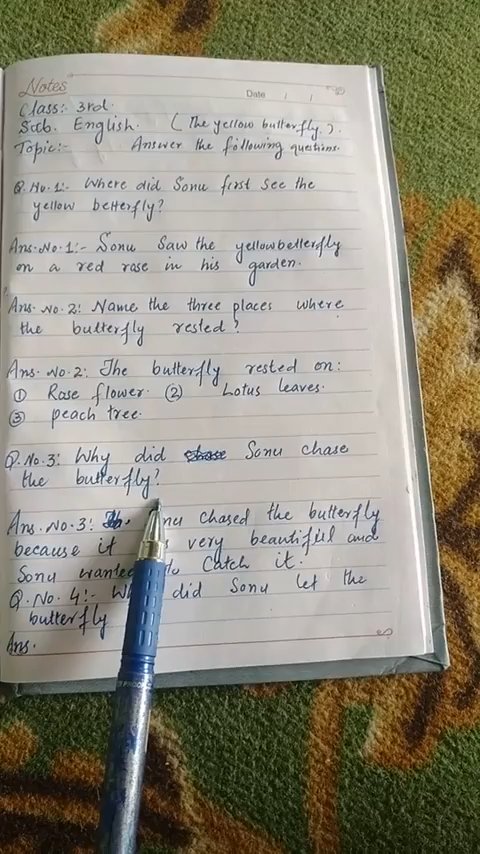 Notes
Date / /
Class:- 3rd.
Sub. English. (The yellow butterfly.).
Topic:- Answer the following questions.
Q.No.1:- Where did Sonu first see the
yellow betterfly?
Ans.No.1:- Sonu Saw the yellowbetterfly
on a red rose in his garden.
Ans. No. 2: Name the three places where
the butterfly rested?
Ans. No. 2: The butterfly rested on:
① Rose flower. ② Lotus leaves.
③ peach tree.
Q. No. 3: Why did Sonu chase
the butterfly?
Ans. No. 3: chased the butterfly
because it very beautiful and
Sonu catch it.
Q. No. 4:- did Sonu let the
butterfly
Ans.